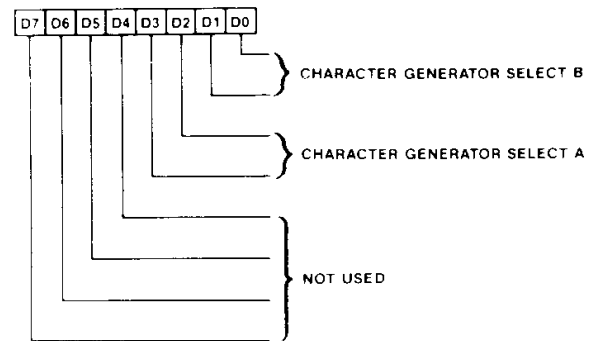 D7 D6 D5 D4 D3 D2 D1 D0
CHARACTER GENERATOR SELECT B
CHARACTER GENERATOR SELECT A
NOT USED